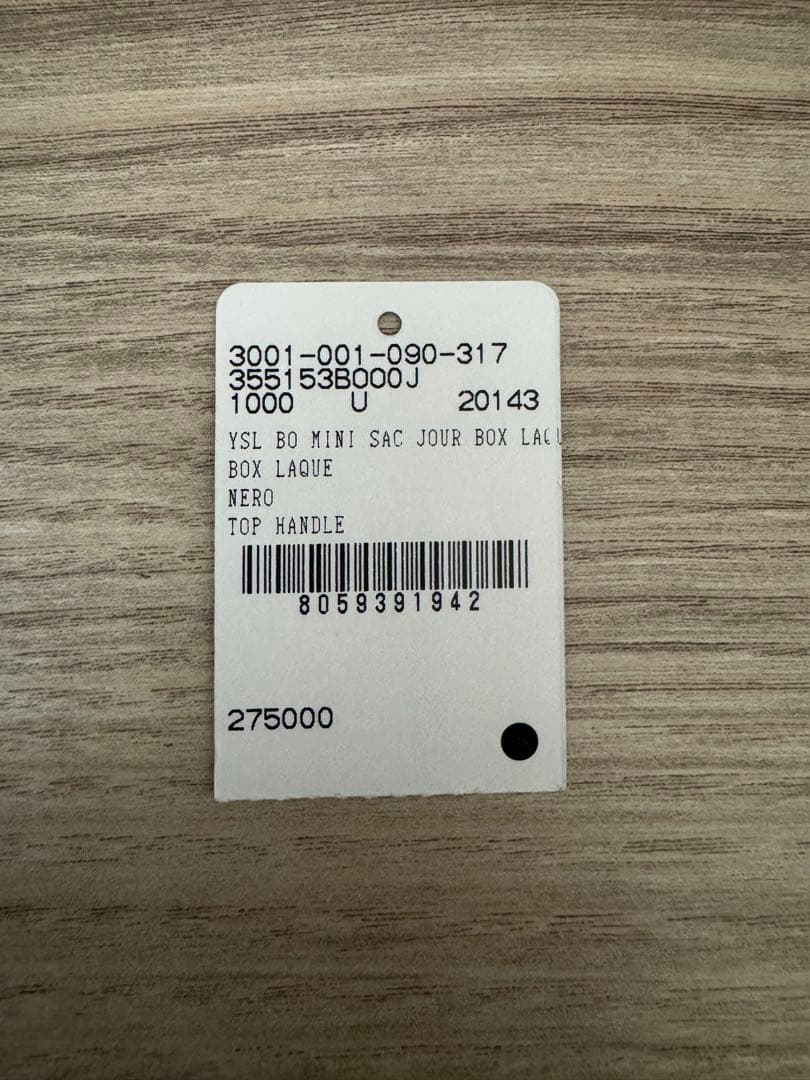 3001-001-090-317
355153B000J
1000 U 20143
YSL BO MINI SAC JOUR BOX LAQU
BOX LAQUE
NERO
TOP HANDLE
8059391942
275000